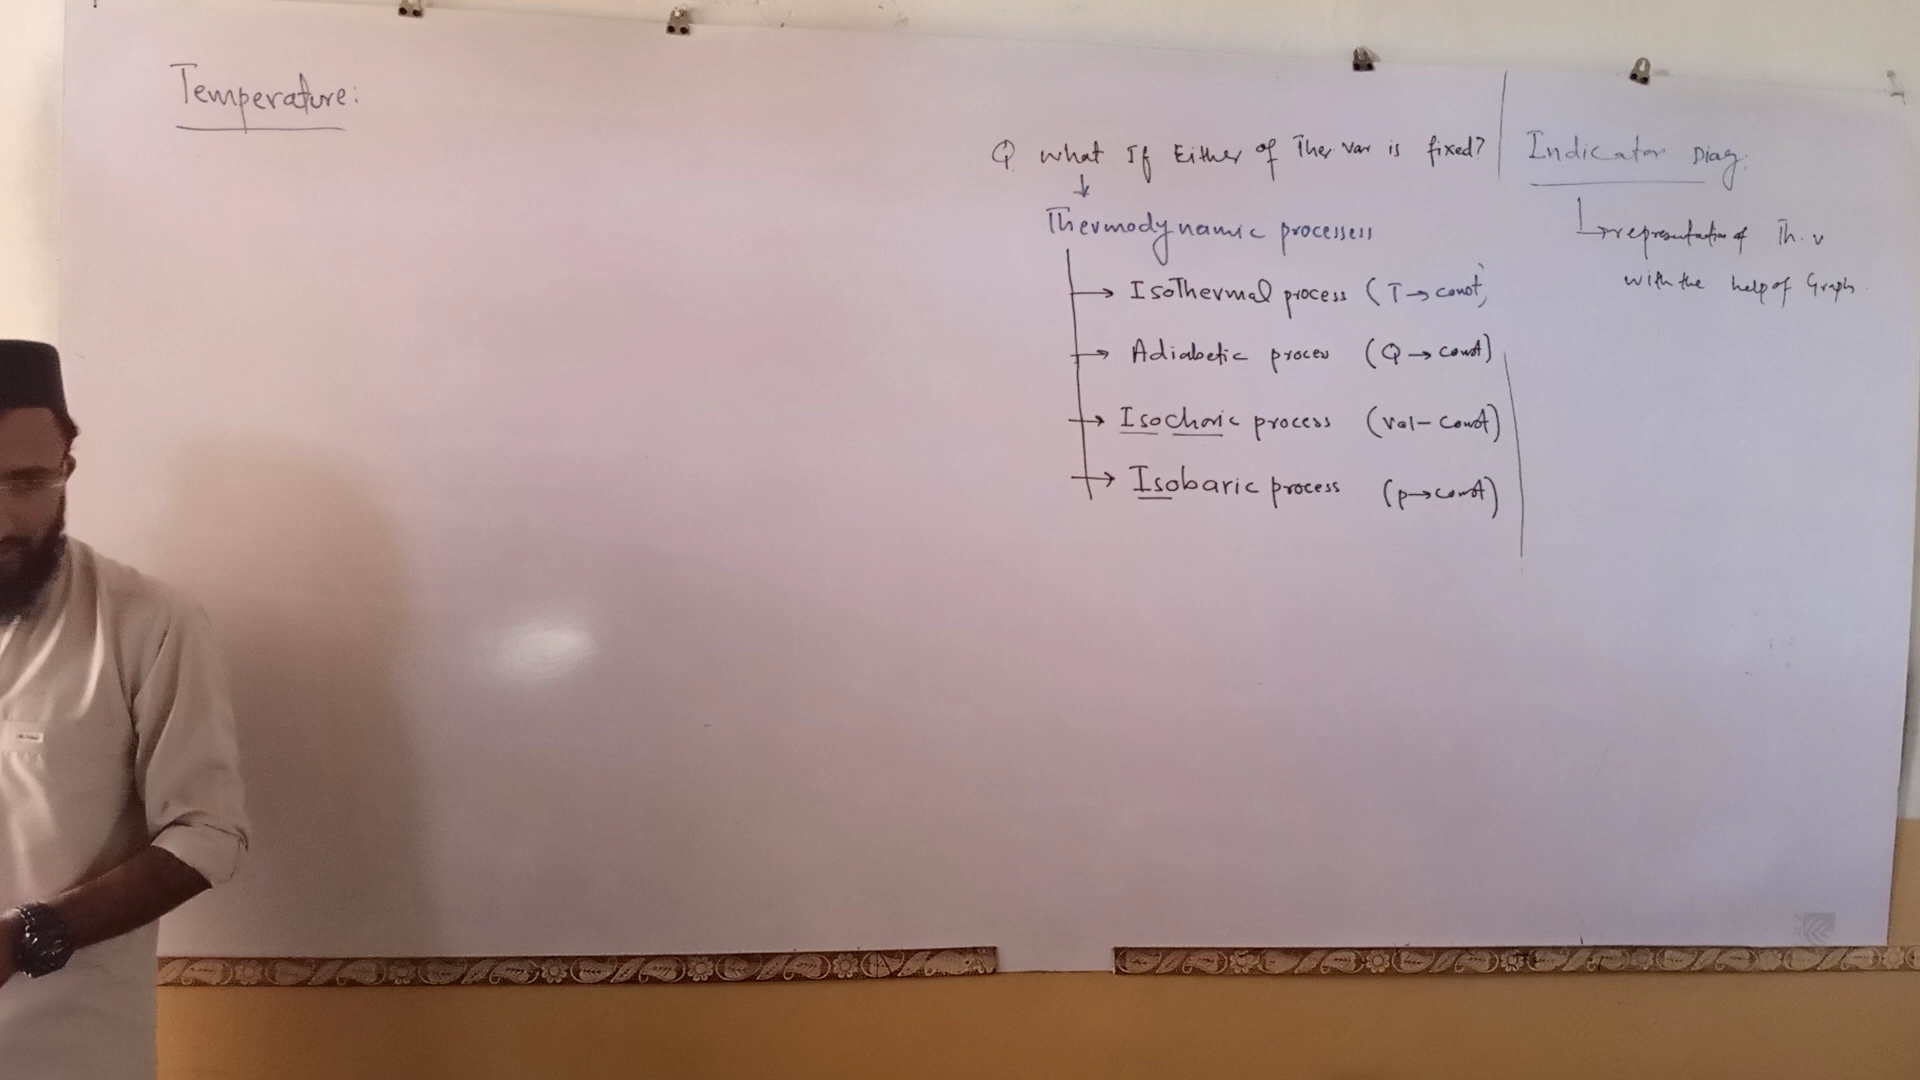 Temperature:
Q what If Either of Ther. var is fixed?
Thermodynamic processess
IsoThermal process (T→const)
Adiabetic process (Q→const)
Isochoric process (Vol-const)
Isobaric process (p→const)
Indicator Diag:
representation of Th. v
with the help of Graph